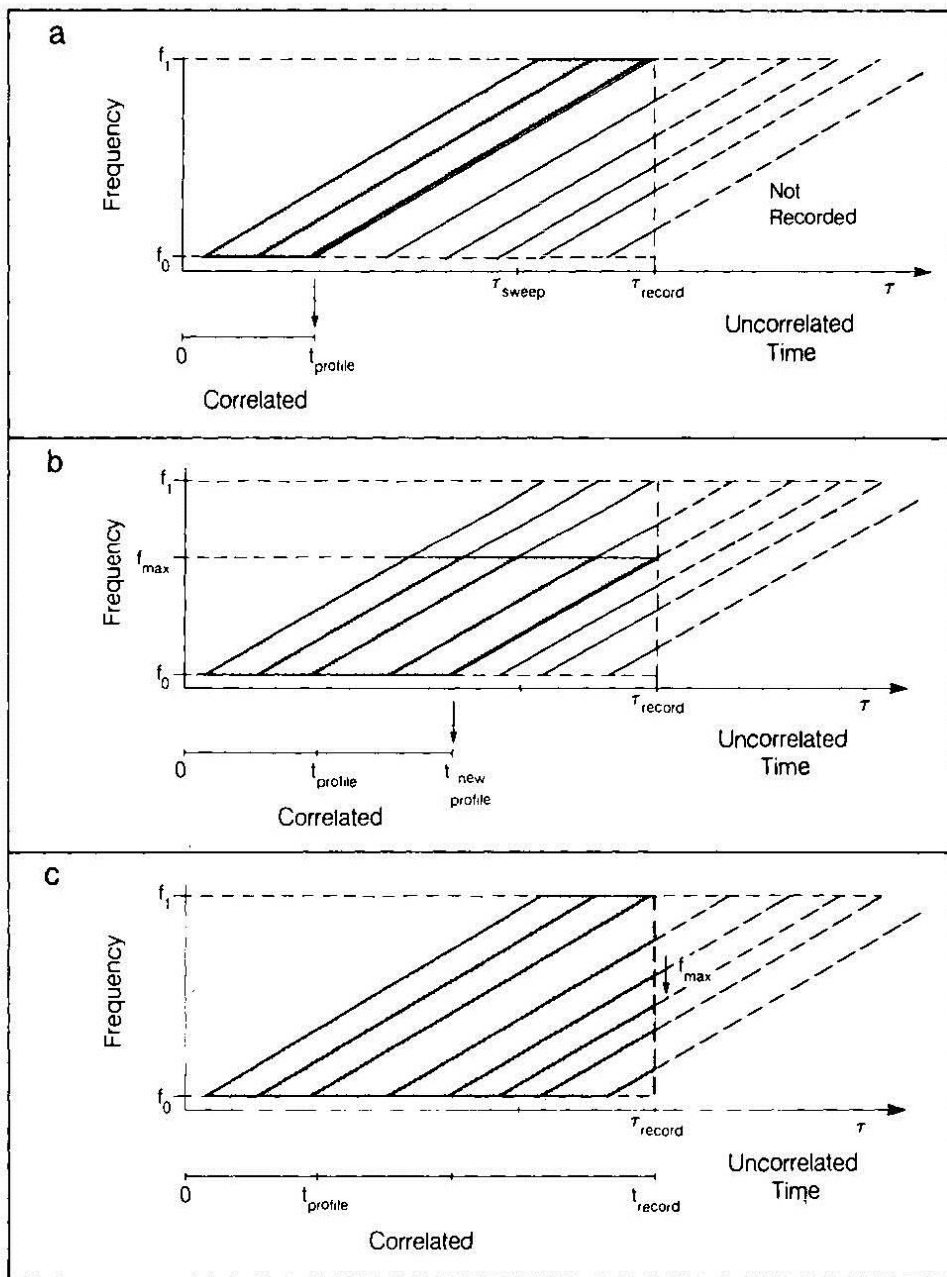 a
f1
Frequency
f0
Not
Recorded
τsweep
τrecord
τ
Uncorrelated
Time
0
tprofile
Correlated
b
f1
fmax
Frequency
f0
τrecord
τ
Uncorrelated
Time
0
tprofile
t new
profile
Correlated
c
f1
fmax
Frequency
f0
τrecord
τ
Uncorrelated
Time
0
tprofile
trecord
Correlated